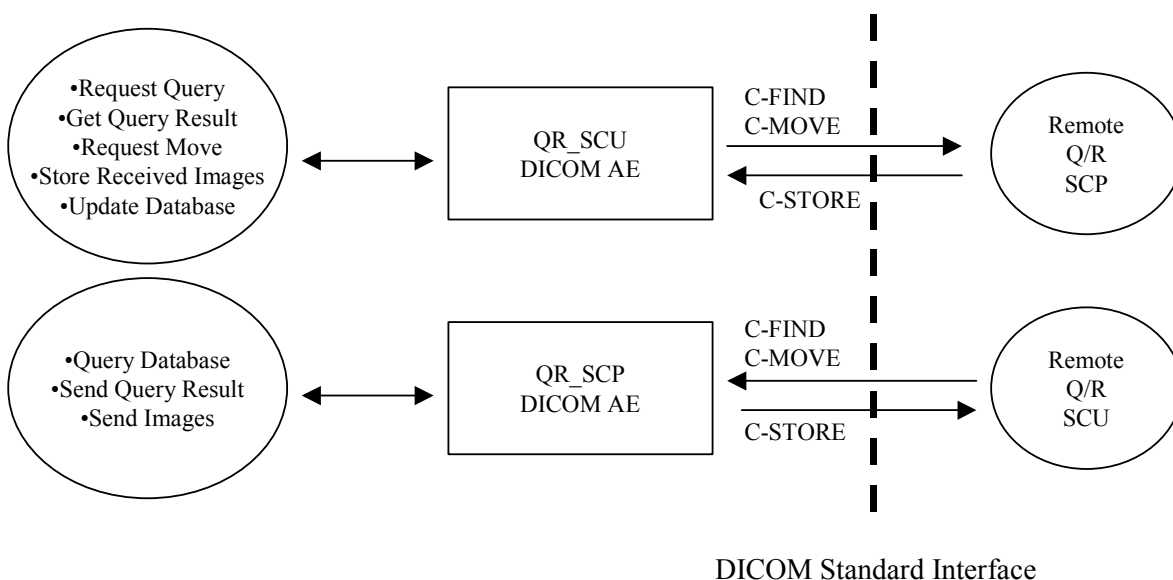 •Request Query
•Get Query Result
•Request Move
•Store Received Images
•Update Database
QR_SCU
DICOM AE
C-FIND
C-MOVE
C-STORE
Remote
Q/R
SCP
•Query Database
•Send Query Result
•Send Images
QR_SCP
DICOM AE
C-FIND
C-MOVE
C-STORE
Remote
Q/R
SCU
DICOM Standard Interface